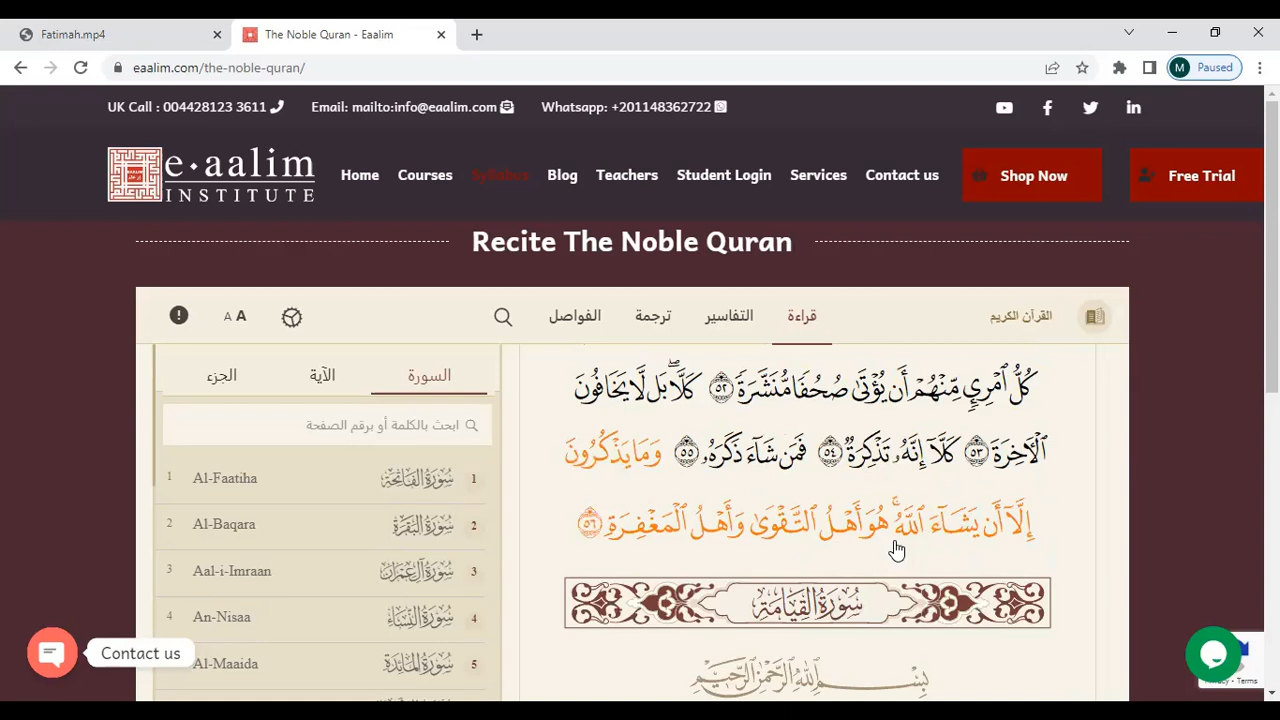 Fatimah.mp4
The Noble Quran - Eaalim
eaalim.com/the-noble-quran/
M Paused
UK Call : 004428123 3611
Email: mailto:info@eaalim.com
Whatsapp: +201148362722
e·aalim
INSTITUTE
Home Courses Syllabus Blog Teachers Student Login Services Contact us
Shop Now
Free Trial
Recite The Noble Quran
القرآن الكريم
قراءة التفاسير ترجمة الفواصل
A A
السورة الآية الجزء
ابحث بالكلمة أو برقم الصفحة
1 Al-Faatiha سُورَةُ الفَاتِحَةِ 1
2 Al-Baqara سُورَةُ البَقَرَةِ 2
3 Aal-i-Imraan سُورَةُ آلِ عِمۡرَانَ 3
4 An-Nisaa سُورَةُ النِّسَاءِ 4
Al-Maaida سُورَةُ المَائـِدَةِ 5
كُلُّ ٱمۡرِيٕٖ مِّنۡهُمۡ أَن يُؤۡتَىٰ صُحُفٗا مُّنَشَّرَةٗ ٥٢ كَلَّاۖ بَل لَّا يَخَافُونَ
ٱلۡأٓخِرَةَ ٥٣ كَلَّآ إِنَّهُۥ تَذۡكِرَةٞ ٥٤ فَمَن شَآءَ ذَكَرَهُۥ ٥٥ وَمَا يَذۡكُرُونَ
إِلَّآ أَن يَشَآءَ ٱللَّهُۚ هُوَ أَهۡلُ ٱلتَّقۡوَىٰ وَأَهۡلُ ٱلۡمَغۡفِرَةِ ٥٦
سُورَةُ القِيَامَةِ
بِسۡمِ ٱللَّهِ ٱلرَّحۡمَٰنِ ٱلرَّحِيمِ
Contact us
Privacy - Terms